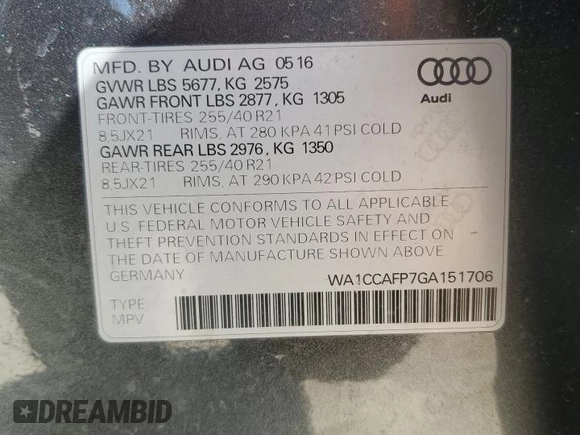 MFD. BY AUDI AG 05 16
GVWR LBS 5677, KG 2575
GAWR FRONT LBS 2877, KG 1305
FRONT-TIRES 255/40 R21
8,5JX21 RIMS, AT 280 KPA 41 PSI COLD
GAWR REAR LBS 2976, KG 1350
REAR-TIRES 255/40 R21
8,5JX21 RIMS, AT 290 KPA 42 PSI COLD
Audi
THIS VEHICLE CONFORMS TO ALL APPLICABLE
U.S. FEDERAL MOTOR VEHICLE SAFETY AND
THEFT PREVENTION STANDARDS IN EFFECT ON
THE DATE OF MANUFACTURE SHOWN ABOVE.
GERMANY
WA1CCAFP7GA151706
TYPE:
MPV
DREAMBID